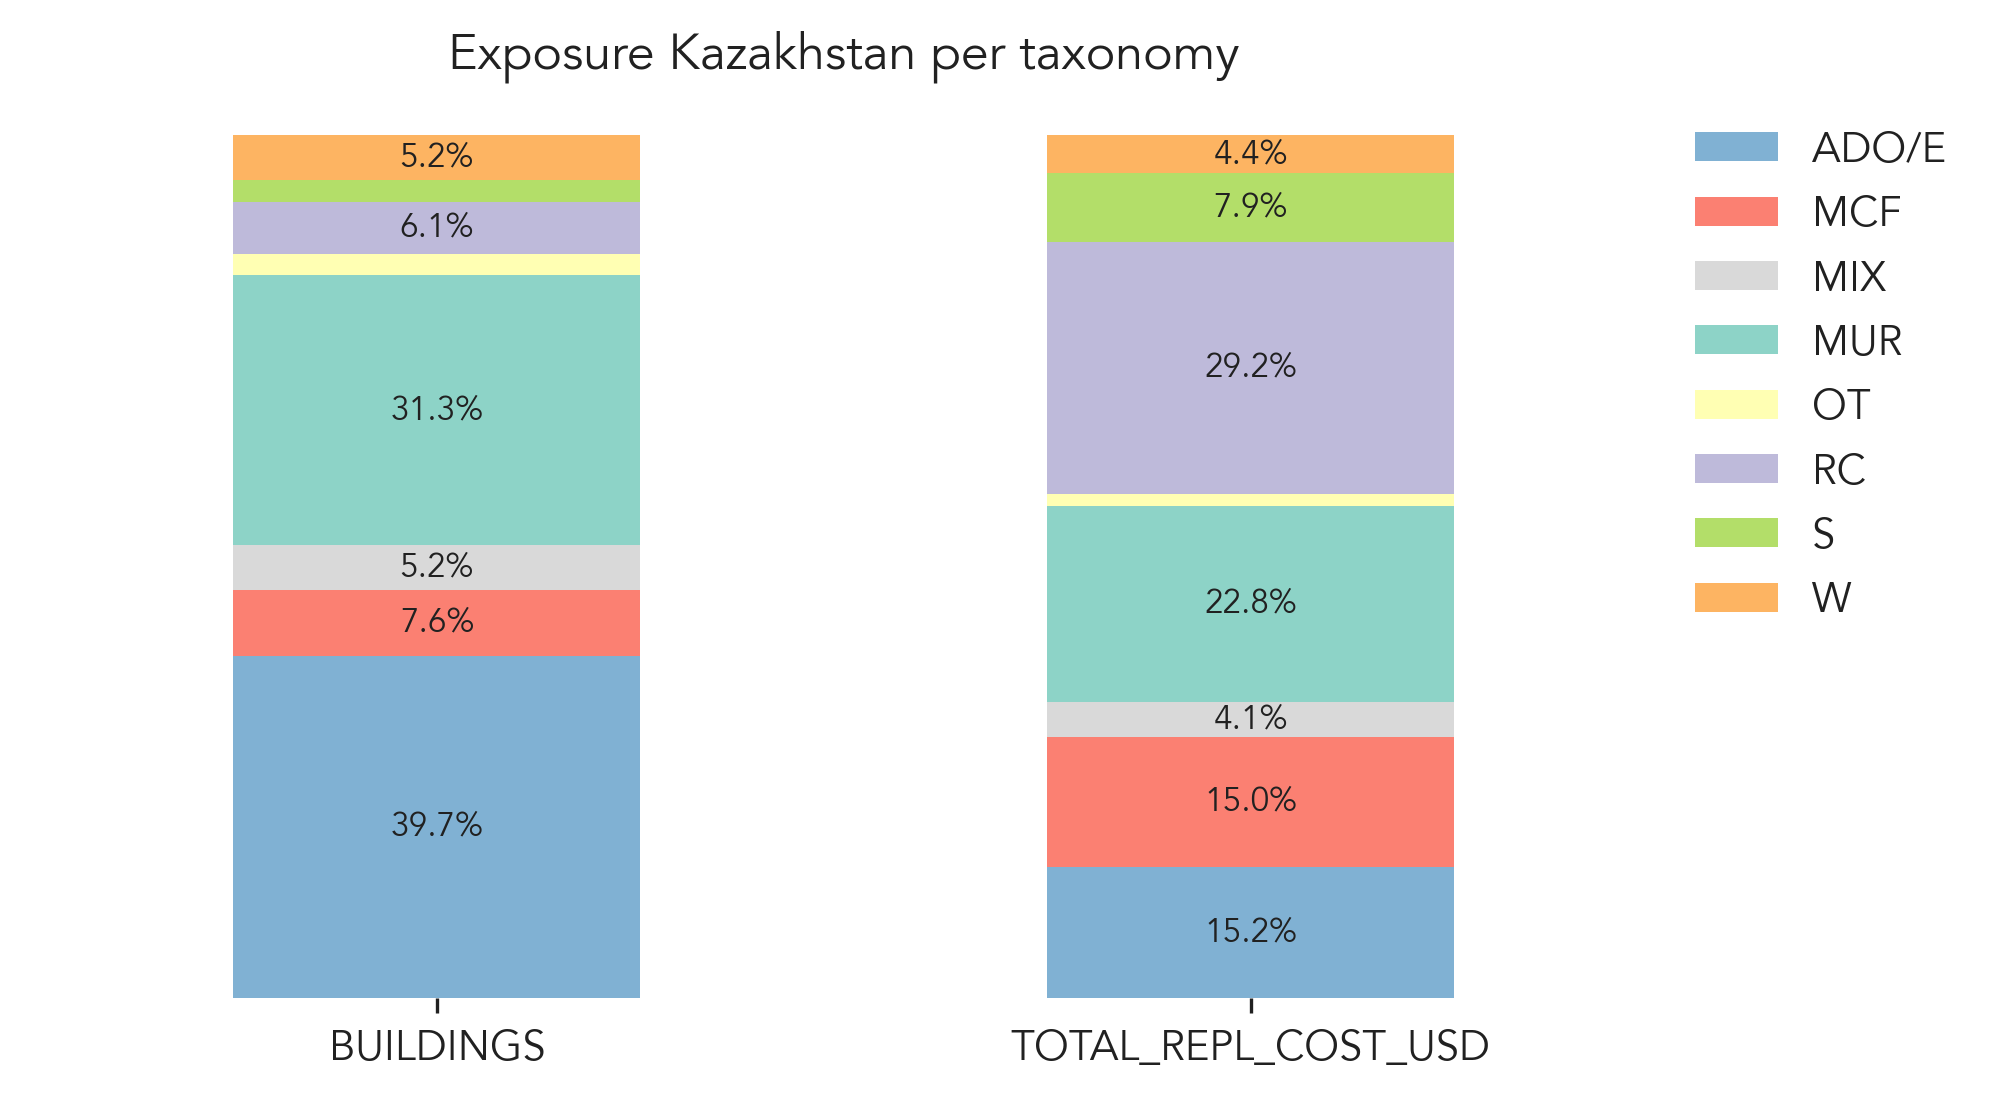 Exposure Kazakhstan per taxonomy
5.2%
6.1%
31.3%
5.2%
7.6%
39.7%
BUILDINGS
4.4%
7.9%
29.2%
22.8%
4.1%
15.0%
15.2%
TOTAL_REPL_COST_USD
ADO/E
MCF
MIX
MUR
OT
RC
S
W